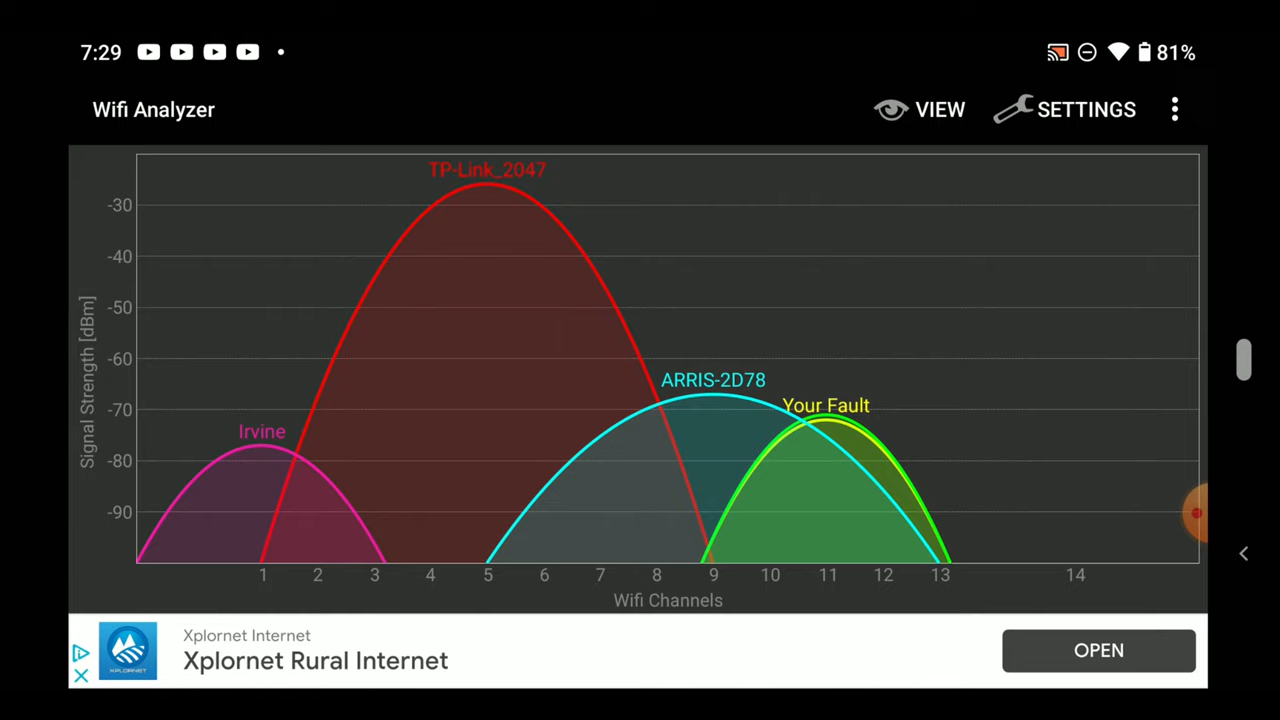 7:29
81%
Wifi Analyzer
VIEW
SETTINGS
TP-Link_2047
-30
-40
-50
-60
ARRIS-2D78
Your Fault
-70
Irvine
-80
-90
Signal Strength [dBm]
1 2 3 4 5 6 7 8 9 10 11 12 13 14
Wifi Channels
Xplornet Internet
Xplornet Rural Internet
XPLORNET
OPEN